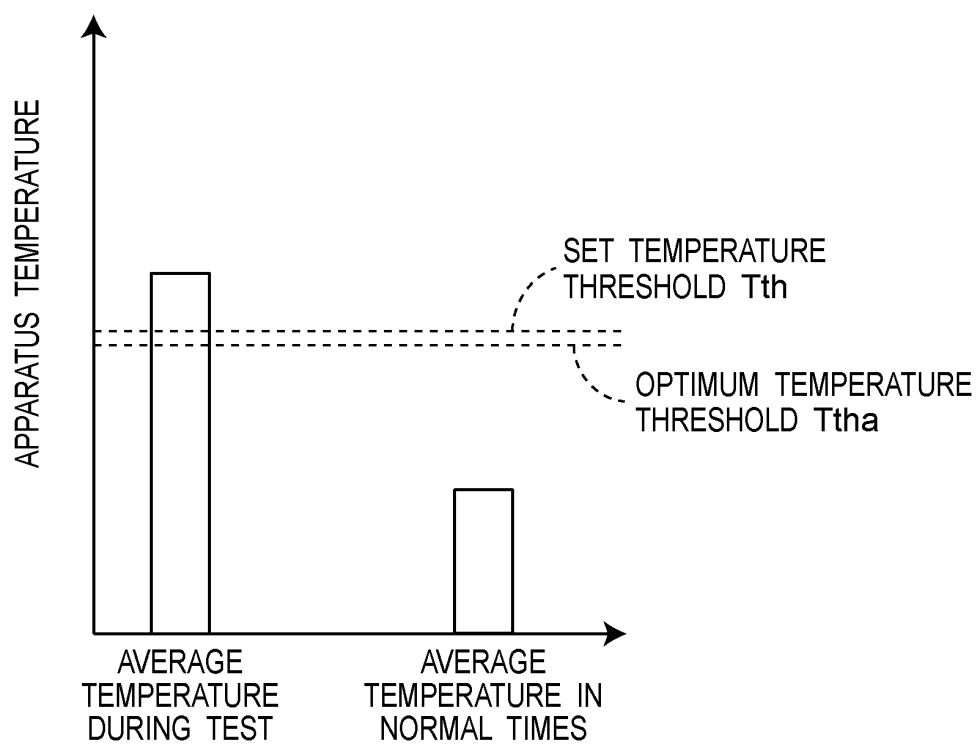 APPARATUS TEMPERATURE
SET TEMPERATURE
THRESHOLD Tth
OPTIMUM TEMPERATURE
THRESHOLD Ttha
AVERAGE
TEMPERATURE
DURING TEST
AVERAGE
TEMPERATURE IN
NORMAL TIMES